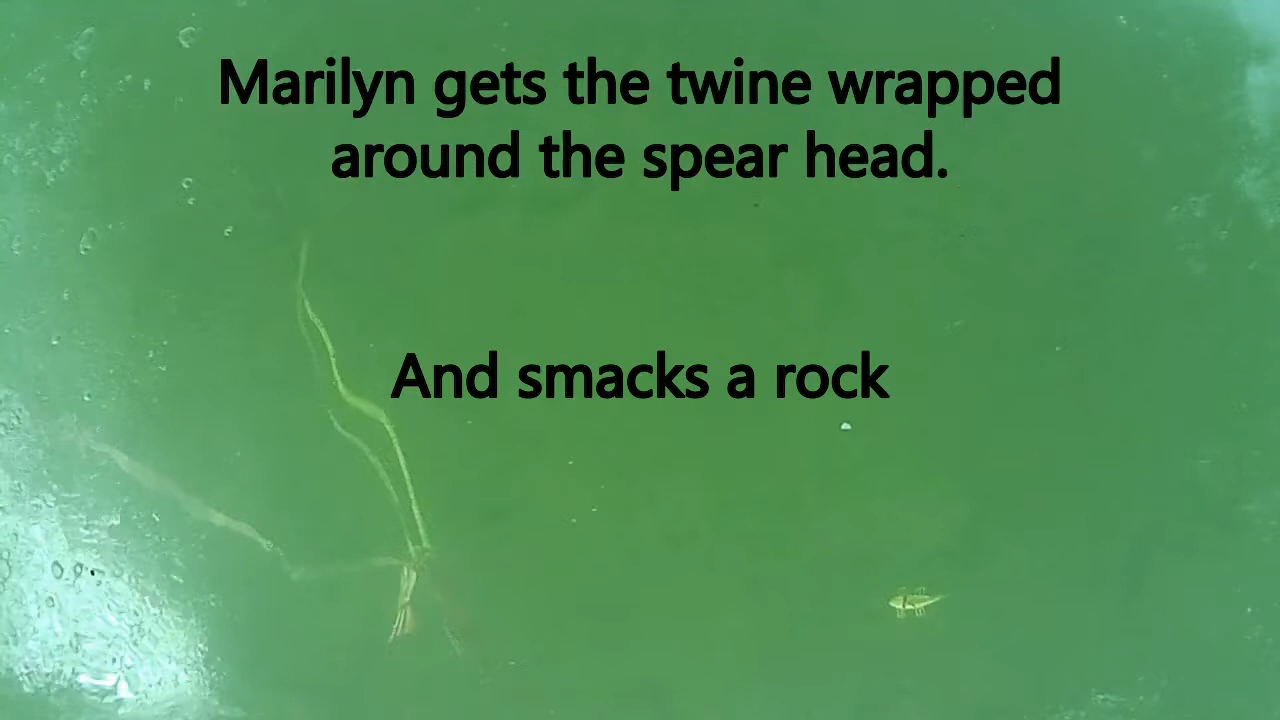 Marilyn gets the twine wrapped
around the spear head.
And smacks a rock